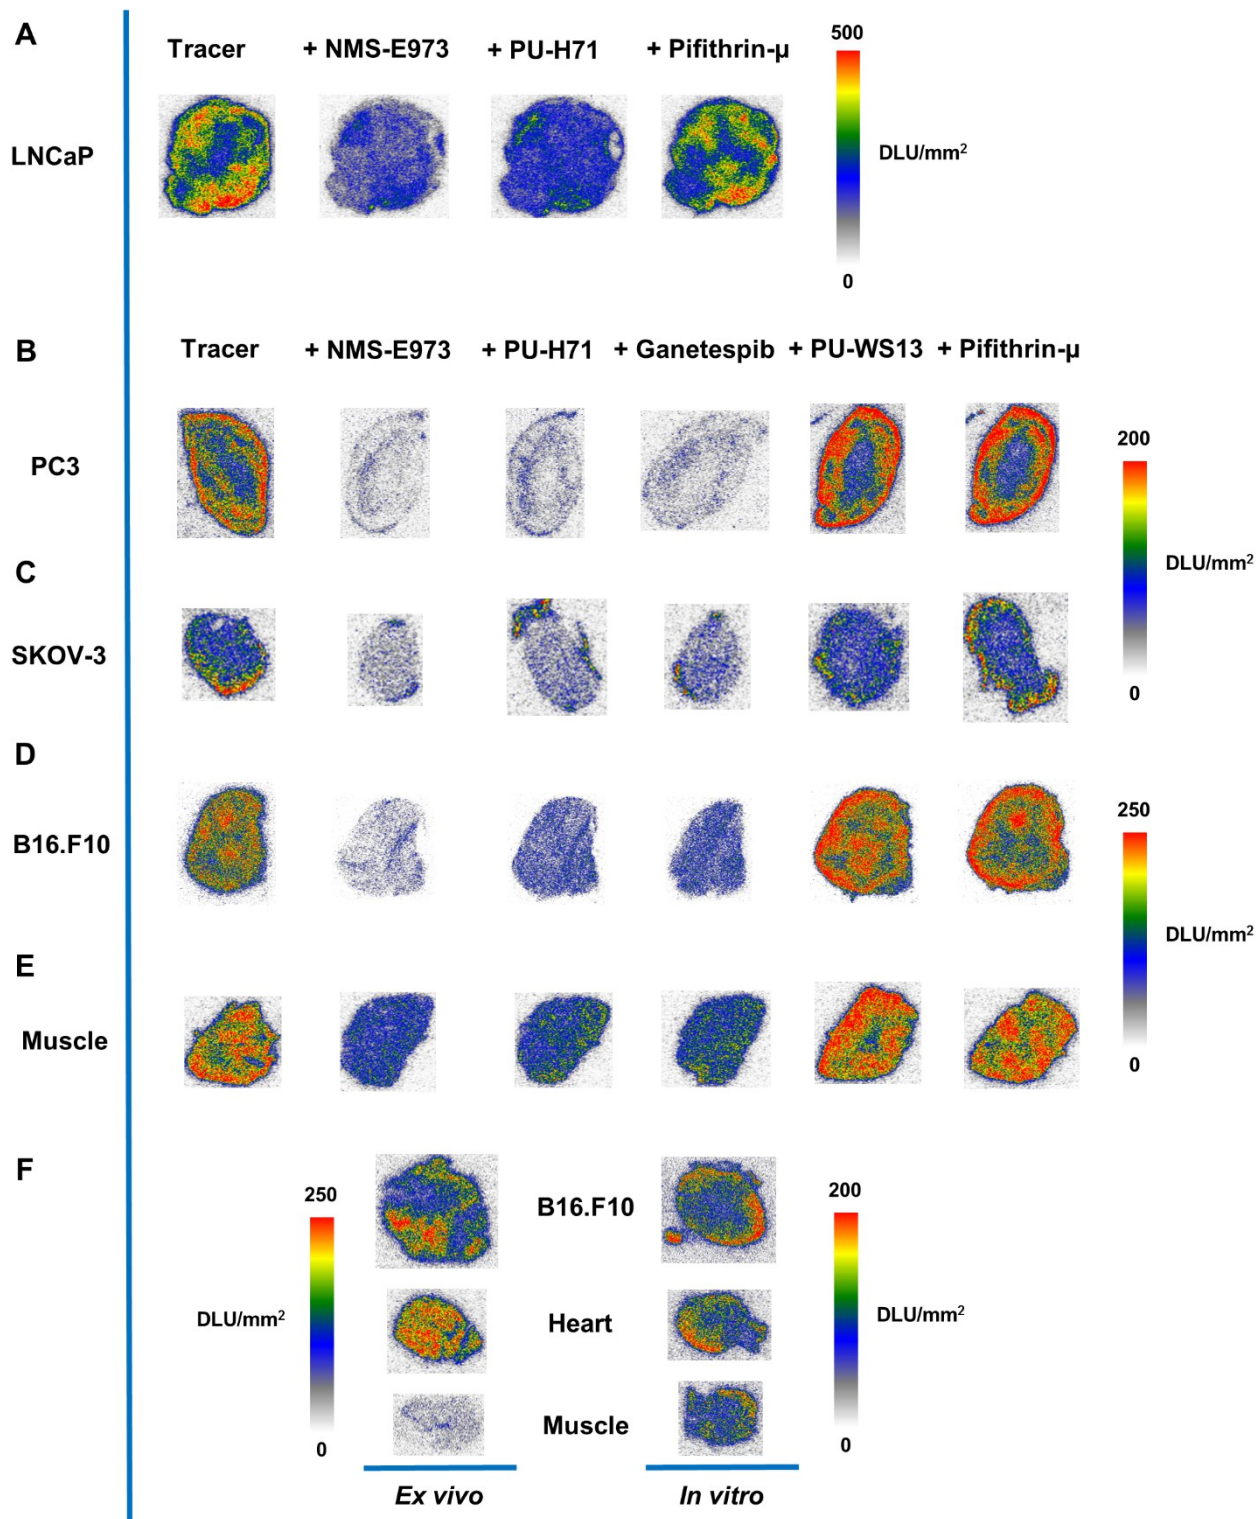 A
Tracer + NMS-E973 + PU-H71 + Pifithrin-µ
500
LNCaP
DLU/mm²
0
B
Tracer + NMS-E973 + PU-H71 + Ganetespib + PU-WS13 + Pifithrin-µ
PC3
200
C
DLU/mm²
SKOV-3
0
D
B16.F10
250
DLU/mm²
E
Muscle
0
F
250
B16.F10
200
DLU/mm²
Heart
DLU/mm²
Muscle
0
0
Ex vivo
In vitro